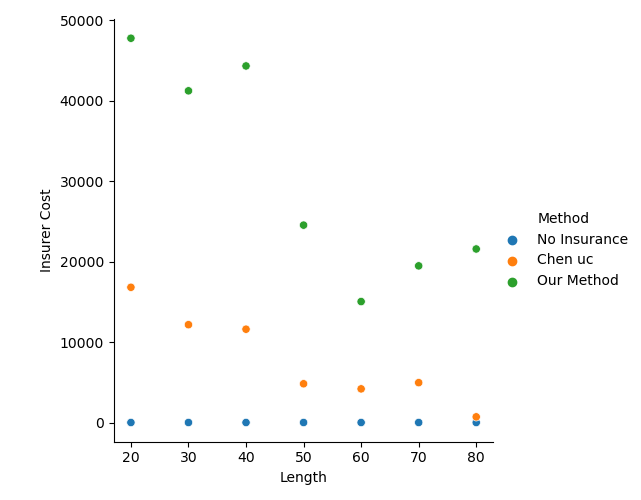 50000
40000
30000
20000
10000
0
Insurer Cost
20 30 40 50 60 70 80
Length
Method
No Insurance
Chen uc
Our Method